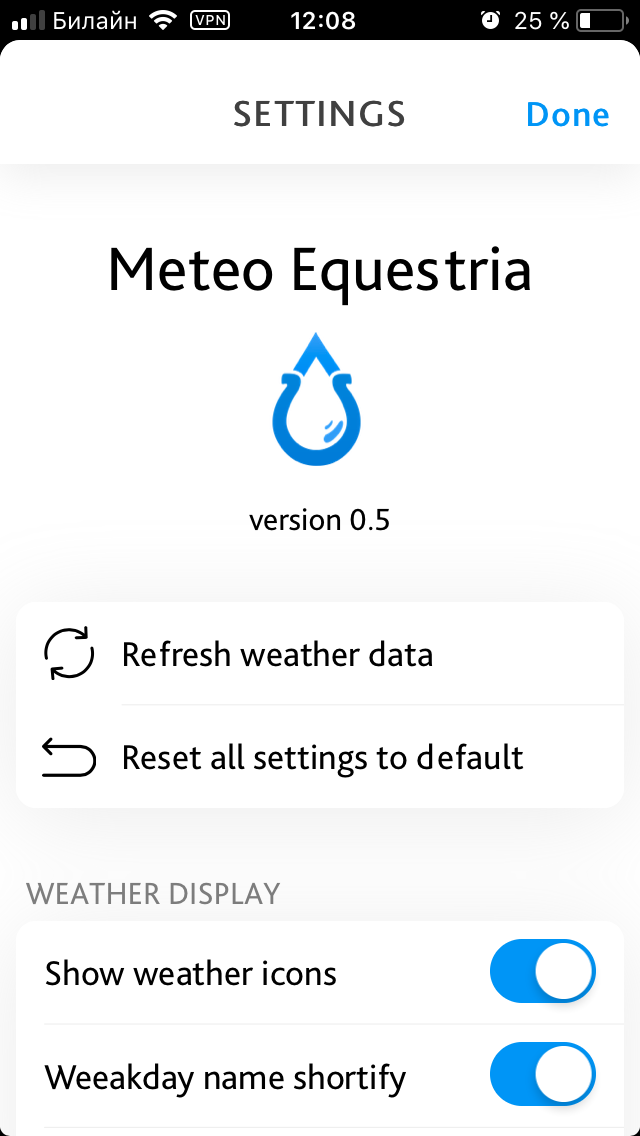 Билайн VPN 12:08 25 %
SETTINGS Done
Meteo Equestria
version 0.5
Refresh weather data
Reset all settings to default
WEATHER DISPLAY
Show weather icons
Weeakday name shortify